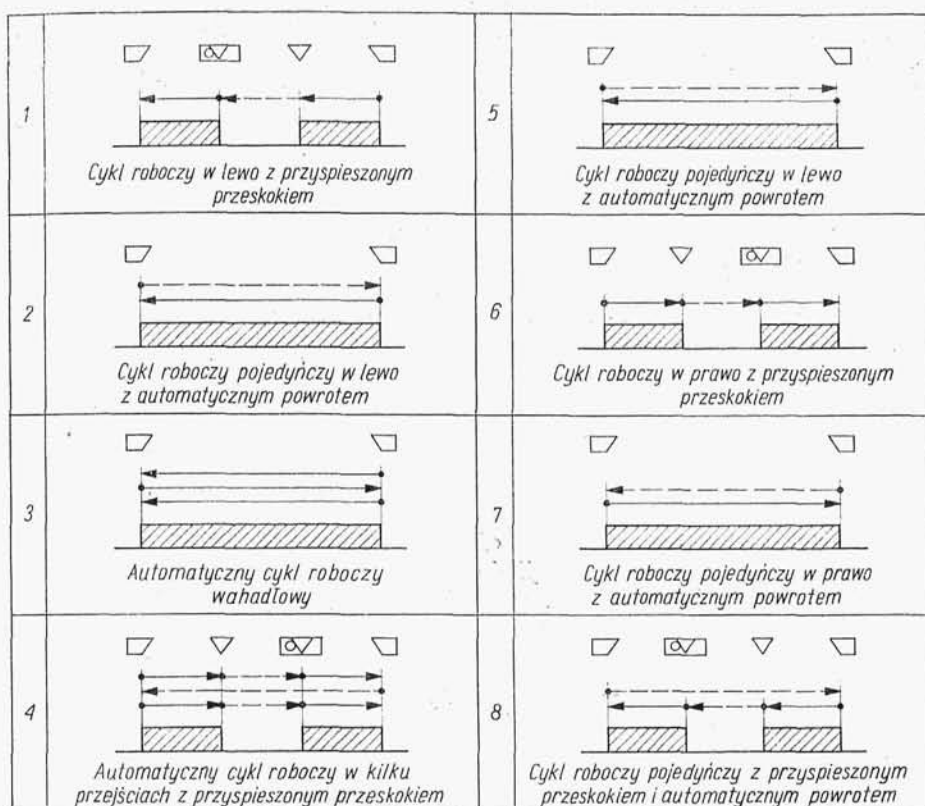 1
Cykl roboczy w lewo z przyspieszonym
przeskokiem
2
Cykl roboczy pojedyńczy w lewo
z automatycznym powrotem
3
Automatyczny cykl roboczy
wahadłowy
4
Automatyczny cykl roboczy w kilku
przejściach z przyspieszonym przeskokiem
5
Cykl roboczy pojedyńczy w lewo
z automatycznym powrotem
6
Cykl roboczy w prawo z przyspieszonym
przeskokiem
7
Cykl roboczy pojedyńczy w prawo
z automatycznym powrotem
8
Cykl roboczy pojedyńczy z przyspieszonym
przeskokiem i automatycznym powrotem